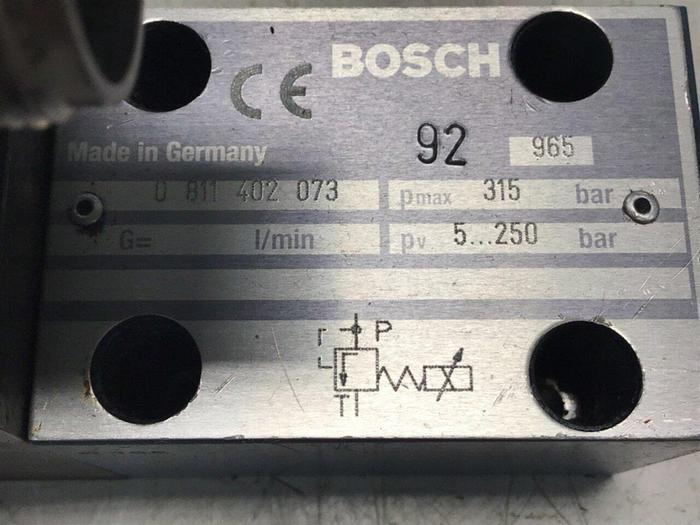 CE BOSCH
Made in Germany 92 965
0 811 402 073 pmax 315 bar
G= l/min pv 5...250 bar
P
T